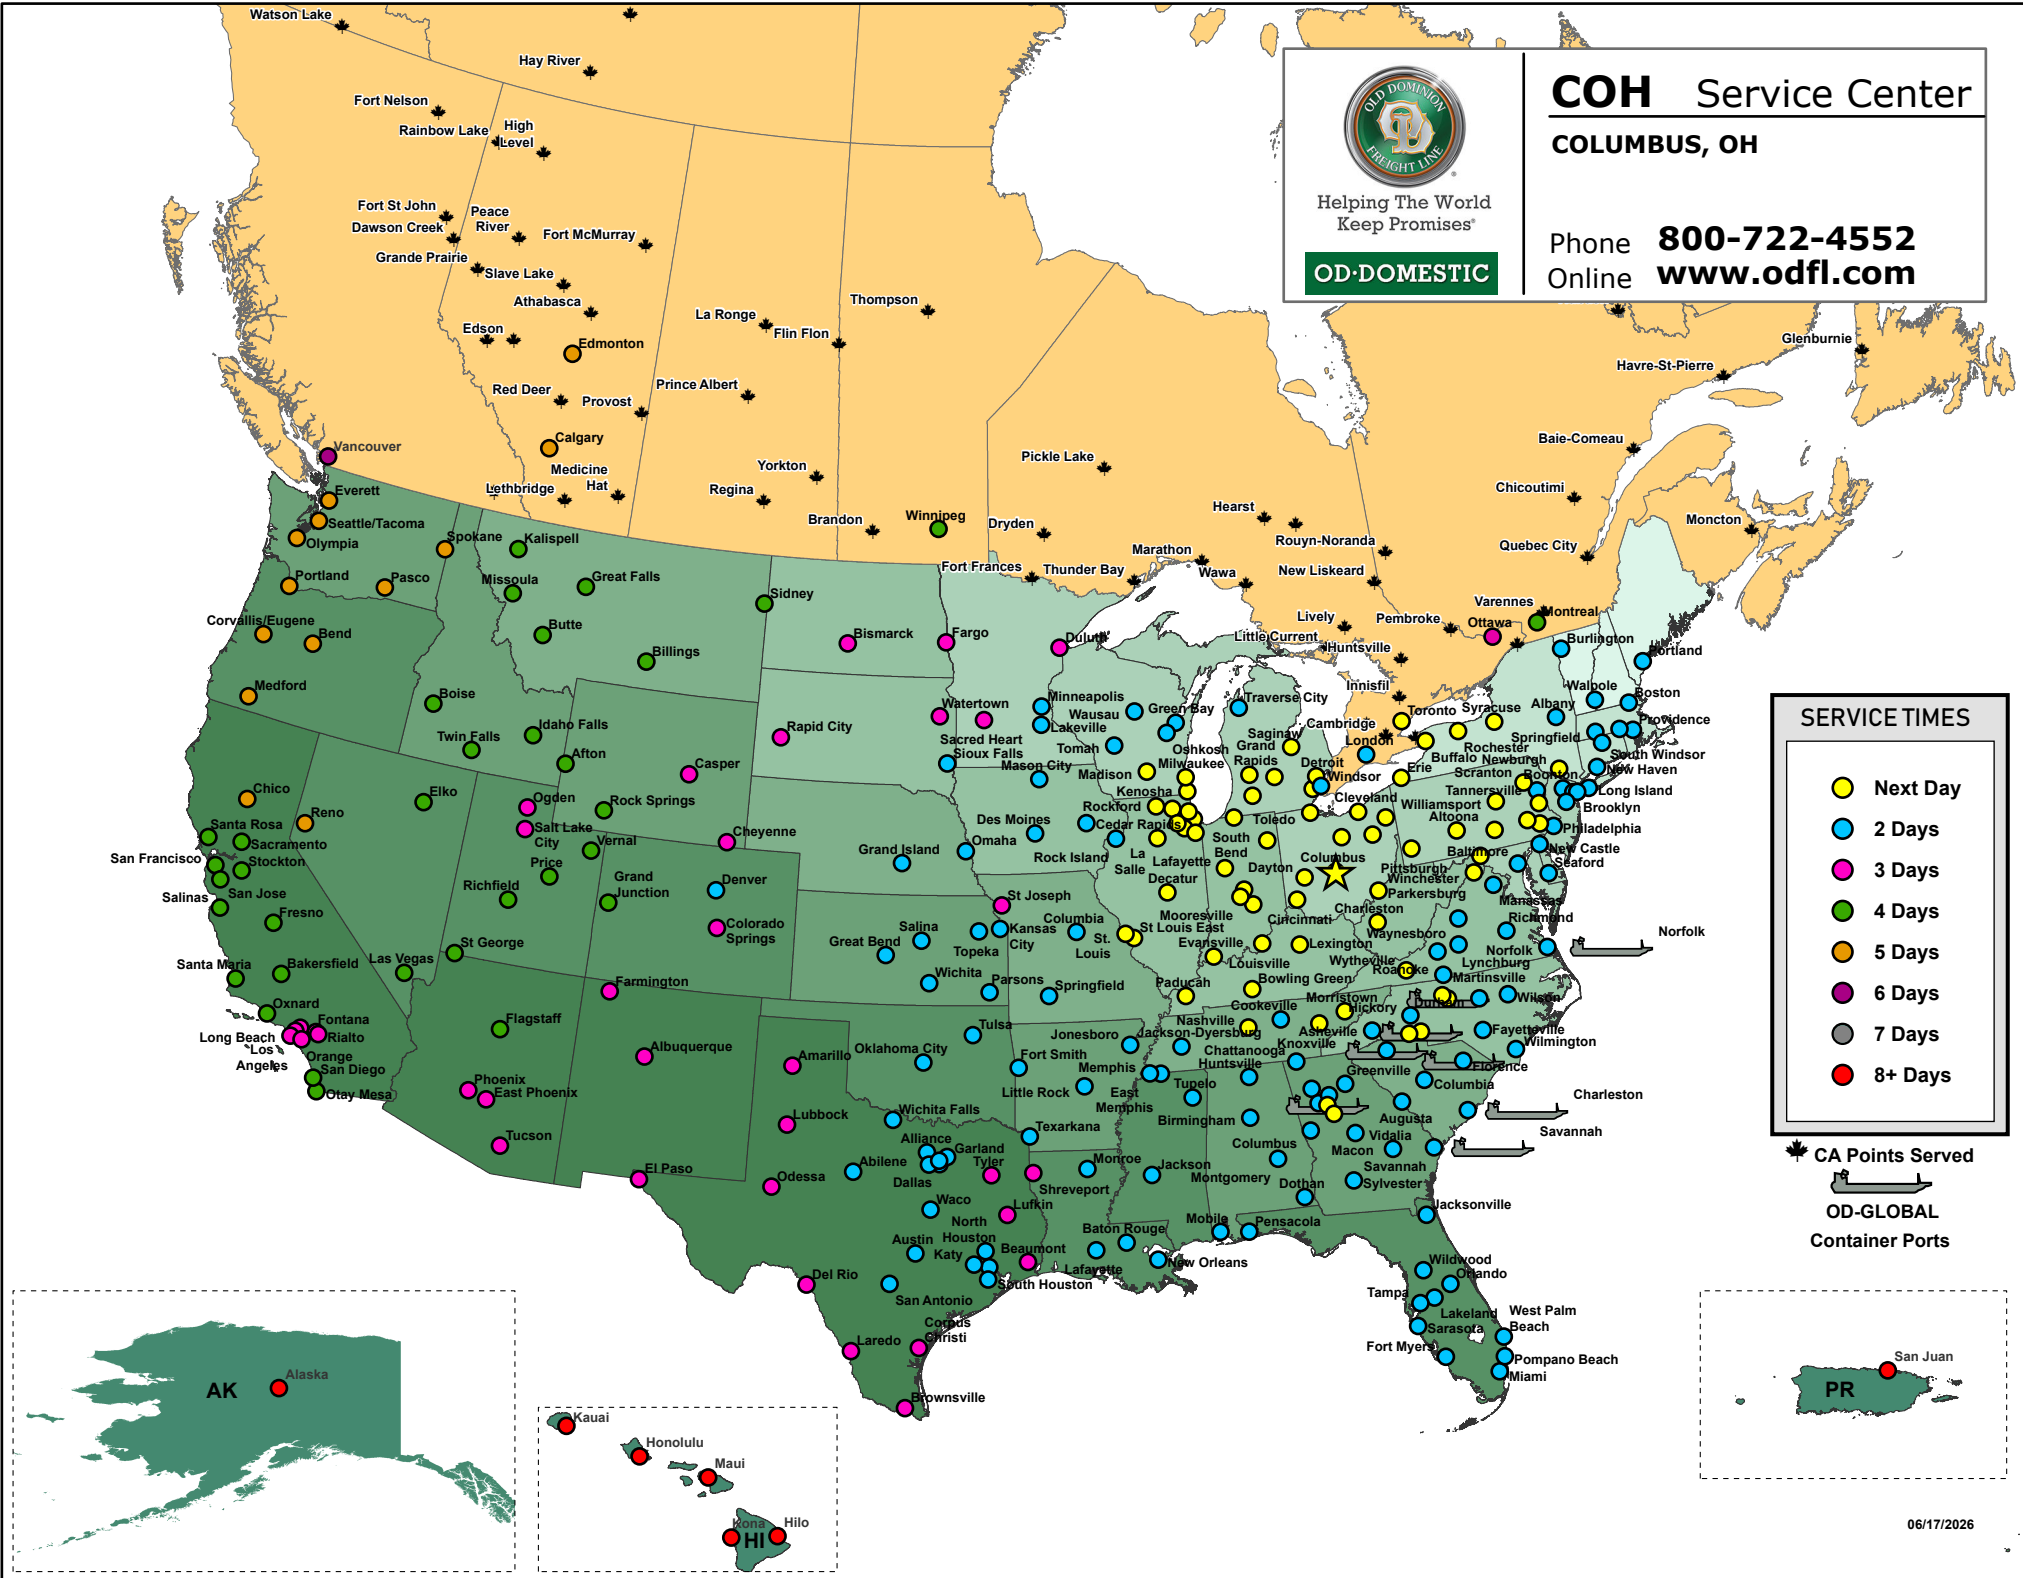 Watson Lake
Hay River
Fort Nelson
Rainbow Lake
High
Level
Fort St John
Dawson Creek
Peace
River
Fort McMurray
Grande Prairie
Slave Lake
Athabasca
Edson
Edmonton
La Ronge
Flin Flon
Thompson
Red Deer
Provost
Prince Albert
Calgary
Vancouver
Medicine
Hat
Lethbridge
Yorkton
Regina
Brandon
Winnipeg
Dryden
Pickle Lake
Hearst
Marathon
Fort Frances
Thunder Bay
Wawa
Rouyn-Noranda
New Liskeard
Lively
Pembroke
Little Current
Huntsville
Innisfil
Cambridge
London
Toronto
Varennes
Montreal
Ottawa
Glenburnie
Havre-St-Pierre
Baie-Comeau
Chicoutimi
Moncton
Quebec City
OLD DOMINION
FREIGHT LINE
Helping The World
Keep Promises®
OD·DOMESTIC
COH Service Center
COLUMBUS, OH
Phone 800-722-4552
Online www.odfl.com
Everett
Seattle/Tacoma
Olympia
Spokane
Kalispell
Portland
Pasco
Missoula
Great Falls
Sidney
Corvallis/Eugene
Bend
Butte
Billings
Bismarck
Fargo
Duluth
Medford
Boise
Idaho Falls
Twin Falls
Afton
Casper
Rapid City
Watertown
Sacred Heart
Sioux Falls
Minneapolis
Lakeville
Wausau
Green Bay
Tomah
Oshkosh
Mason City
Madison
Milwaukee
Kenosha
Rockford
Traverse City
Saginaw
Grand
Rapids
Detroit
Windsor
Erie
Buffalo
Rochester
Syracuse
Burlington
Portland
Walpole
Boston
Albany
Providence
Springfield
South Windsor
New Haven
Newburgh
Scranton
Boonton
Long Island
Tannersville
Brooklyn
Williamsport
Altoona
Philadelphia
New Castle
Baltimore
Seaford
Chico
Reno
Elko
Ogden
Salt Lake
City
Rock Springs
Cheyenne
Vernal
Santa Rosa
Sacramento
San Francisco
Stockton
San Jose
Salinas
Fresno
Price
Richfield
Grand
Junction
Denver
Colorado
Springs
Grand Island
Omaha
Des Moines
Cedar Rapids
Rock Island
La
Salle
South
Bend
Toledo
Cleveland
Lafayette
Decatur
Dayton
Columbus
Pittsburgh
Winchester
Parkersburg
Manassas
Richmond
Charleston
Waynesboro
Norfolk
Norfolk
Lynchburg
Santa Maria
Bakersfield
Las Vegas
St George
Farmington
Great Bend
Salina
Topeka
St Joseph
Kansas
City
Columbia
St.
Louis
St Louis East
Mooresville
Cincinnati
Evansville
Lexington
Louisville
Wytheville
Roanoke
Martinsville
Wichita
Parsons
Springfield
Paducah
Bowling Green
Cookeville
Morristown
Hickory
Durham
Wilson
Oxnard
Fontana
Rialto
Long Beach
Los
Angeles
Orange
San Diego
Otay Mesa
Flagstaff
Albuquerque
Amarillo
Oklahoma City
Tulsa
Fort Smith
Jonesboro
Jackson-Dyersburg
Nashville
Asheville
Knoxville
Chattanooga
Huntsville
Fayetteville
Wilmington
Memphis
Little Rock
East
Memphis
Tupelo
Greenville
Florence
Columbia
Charleston
Birmingham
Augusta
Savannah
Phoenix
East Phoenix
Tucson
El Paso
Lubbock
Odessa
Wichita Falls
Abilene
Alliance
Garland
Dallas
Tyler
Texarkana
Monroe
Shreveport
Jackson
Columbus
Vidalia
Macon
Savannah
Montgomery
Dothan
Sylvester
Waco
Lufkin
North
Houston
Austin
Katy
Beaumont
South Houston
San Antonio
Baton Rouge
Lafayette
New Orleans
Mobile
Pensacola
Jacksonville
Wildwood
Orlando
Tampa
Lakeland
Sarasota
West Palm
Beach
Fort Myers
Pompano Beach
Miami
Del Rio
Laredo
Corpus
Christi
Brownsville
SERVICE TIMES
Next Day
2 Days
3 Days
4 Days
5 Days
6 Days
7 Days
8+ Days
CA Points Served
OD-GLOBAL
Container Ports
AK
Alaska
Kauai
Honolulu
Maui
Kona
Hilo
HI
San Juan
PR
06/17/2026